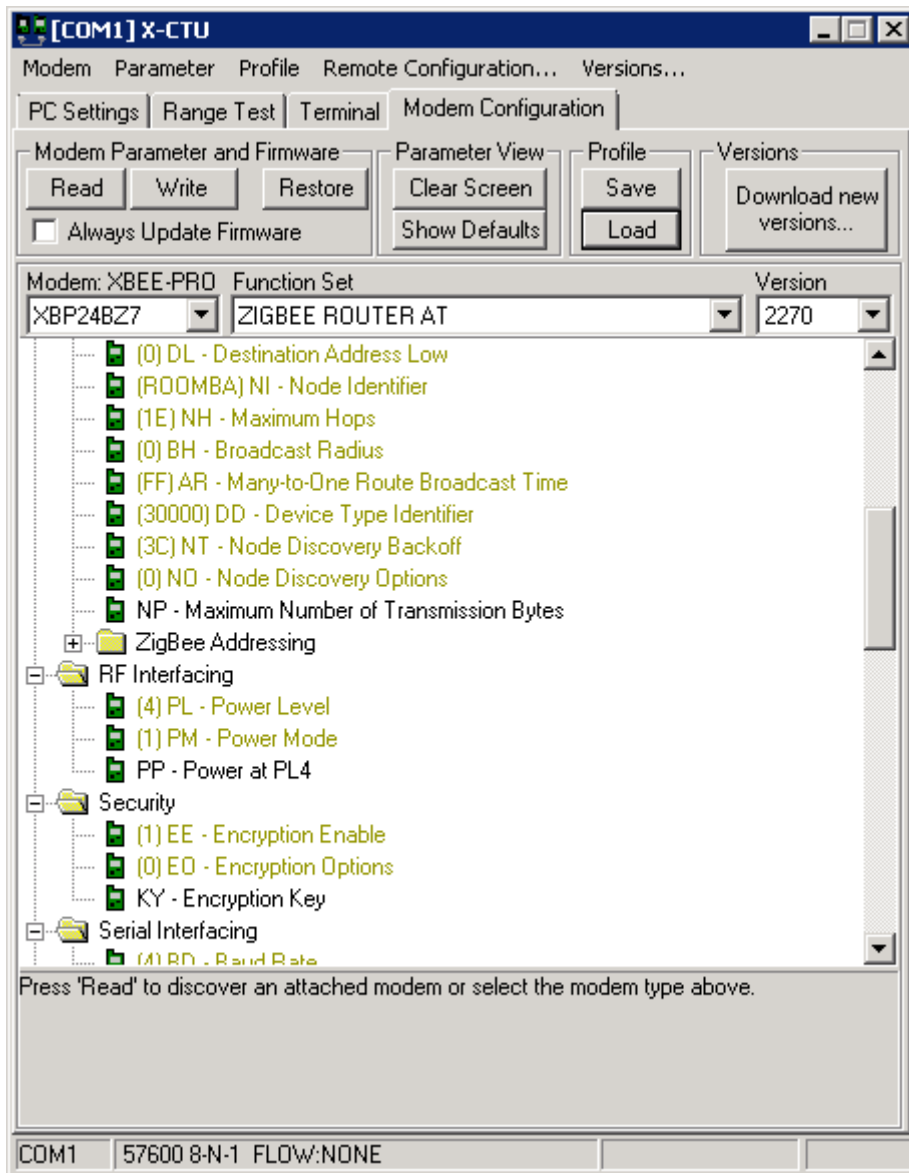 [COM1] X-CTU
Modem Parameter Profile Remote Configuration... Versions...
PC Settings Range Test Terminal Modem Configuration
Modem Parameter and Firmware Parameter View Profile Versions
Read Write Restore Clear Screen Save Download new versions...
Always Update Firmware Show Defaults Load
Modem: XBEE-PRO Function Set Version
XBP24BZ7 ZIGBEE ROUTER AT 2270
(0) DL - Destination Address Low
(ROOMBA) NI - Node Identifier
(1E) NH - Maximum Hops
(0) BH - Broadcast Radius
(FF) AR - Many-to-One Route Broadcast Time
(30000) DD - Device Type Identifier
(3C) NT - Node Discovery Backoff
(0) NO - Node Discovery Options
NP - Maximum Number of Transmission Bytes
ZigBee Addressing
RF Interfacing
(4) PL - Power Level
(1) PM - Power Mode
PP - Power at PL4
Security
(1) EE - Encryption Enable
(0) EO - Encryption Options
KY - Encryption Key
Serial Interfacing
(4) BD - Baud Rate
Press 'Read' to discover an attached modem or select the modem type above.
COM1 57600 8-N-1 FLOW:NONE